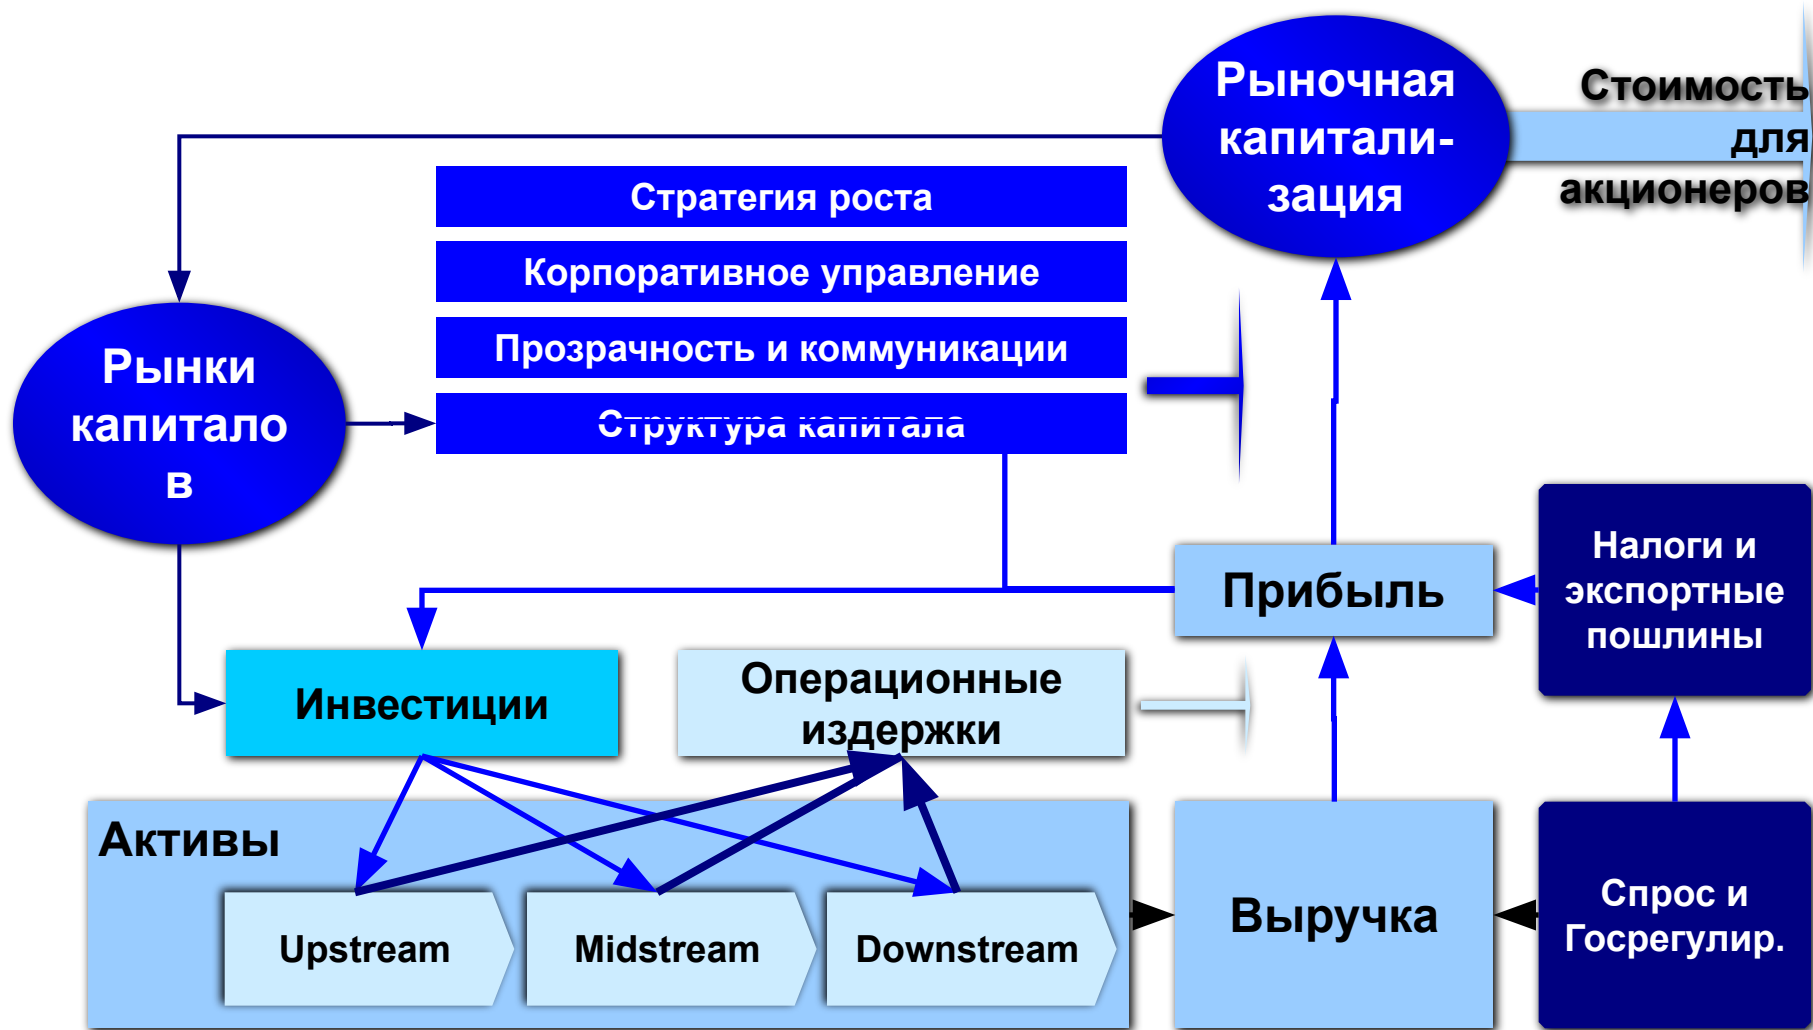 Рыночная
капитали-
зация
Стоимость
для
акционеров
Стратегия роста
Корпоративное управление
Прозрачность и коммуникации
Структура капитала
Рынки
капитало
в
Прибыль
Налоги и
экспортные
пошлины
Инвестиции
Операционные
издержки
Активы
Upstream
Midstream
Downstream
Выручка
Спрос и
Госрегулир.